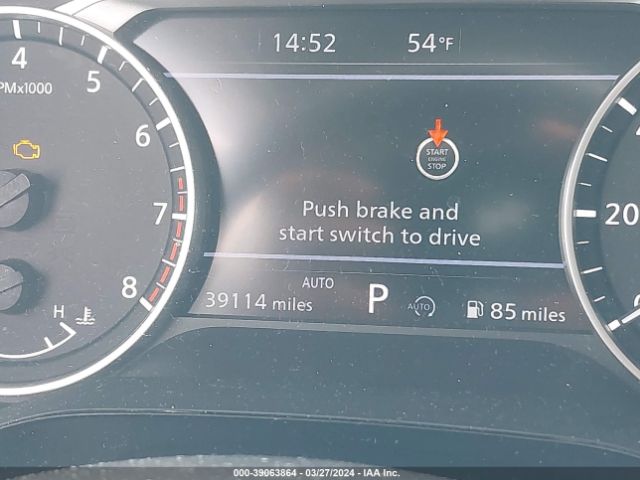 14:52 54°F
4
PMx1000
5
6
7
8
H
START
ENGINE
STOP
Push brake and
start switch to drive
AUTO
39114 miles P AUTO 85 miles
20
000-39063864 - 03/27/2024 - IAA Inc.